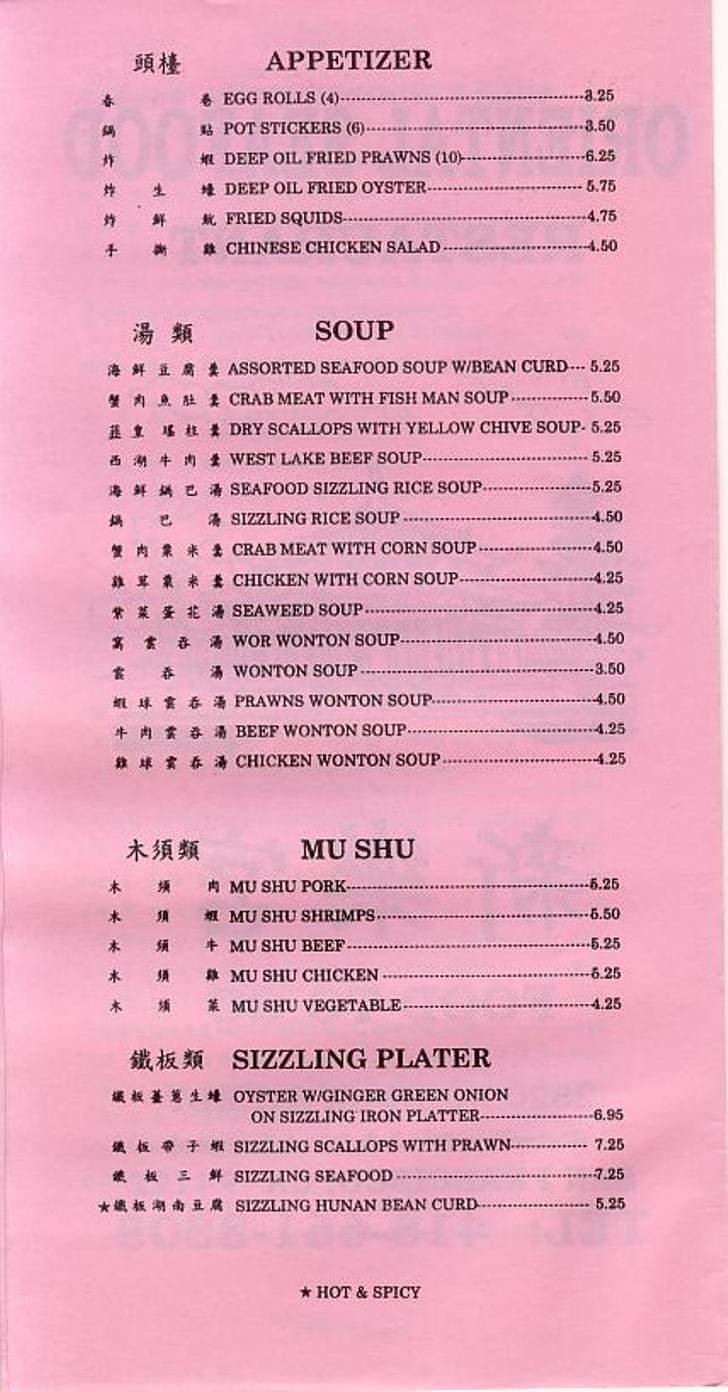 頭檯 APPETIZER
春卷 EGG ROLLS (4) 3.25
鍋貼 POT STICKERS (6) 3.50
炸蝦 DEEP OIL FRIED PRAWNS (10) 6.25
炸生蠔 DEEP OIL FRIED OYSTER 5.75
炸鮮魷 FRIED SQUIDS 4.75
手撕雞 CHINESE CHICKEN SALAD 4.50
湯類 SOUP
海鮮豆腐羹 ASSORTED SEAFOOD SOUP W/BEAN CURD 5.25
蟹肉魚肚羹 CRAB MEAT WITH FISH MAN SOUP 5.50
韮皇瑤柱羹 DRY SCALLOPS WITH YELLOW CHIVE SOUP 5.25
西湖牛肉羹 WEST LAKE BEEF SOUP 5.25
海鮮鍋巴湯 SEAFOOD SIZZLING RICE SOUP 5.25
鍋巴湯 SIZZLING RICE SOUP 4.50
蟹肉粟米羹 CRAB MEAT WITH CORN SOUP 4.50
雞茸粟米羹 CHICKEN WITH CORN SOUP 4.25
紫菜蛋花湯 SEAWEED SOUP 4.25
窩雲吞湯 WOR WONTON SOUP 4.50
雲吞湯 WONTON SOUP 3.50
蝦球雲吞湯 PRAWNS WONTON SOUP 4.50
牛肉雲吞湯 BEEF WONTON SOUP 4.25
雞球雲吞湯 CHICKEN WONTON SOUP 4.25
木須類 MU SHU
木須肉 MU SHU PORK 5.25
木須蝦 MU SHU SHRIMPS 5.50
木須牛 MU SHU BEEF 5.25
木須雞 MU SHU CHICKEN 5.25
木須菜 MU SHU VEGETABLE 4.25
鐵板類 SIZZLING PLATER
鐵板薑蔥生蠔 OYSTER W/GINGER GREEN ONION
ON SIZZLING IRON PLATTER 6.95
鐵板帶子蝦 SIZZLING SCALLOPS WITH PRAWN 7.25
鐵板三鮮 SIZZLING SEAFOOD 7.25
★鐵板湖南豆腐 SIZZLING HUNAN BEAN CURD 5.25
★ HOT & SPICY